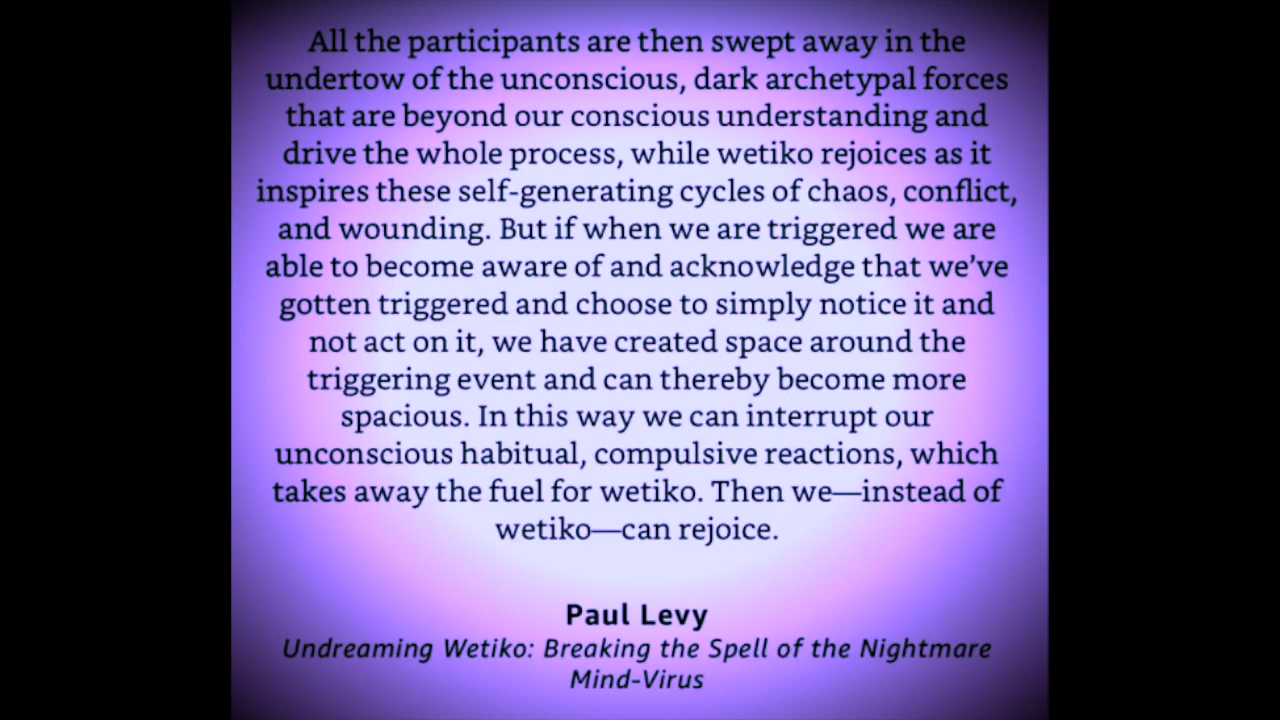 All the participants are then swept away in the
undertow of the unconscious, dark archetypal forces
that are beyond our conscious understanding and
drive the whole process, while wetiko rejoices as it
inspires these self-generating cycles of chaos, conflict,
and wounding. But if when we are triggered we are
able to become aware of and acknowledge that we’ve
gotten triggered and choose to simply notice it and
not act on it, we have created space around the
triggering event and can thereby become more
spacious. In this way we can interrupt our
unconscious habitual, compulsive reactions, which
takes away the fuel for wetiko. Then we—instead of
wetiko—can rejoice.
Paul Levy
Undreaming Wetiko: Breaking the Spell of the Nightmare
Mind-Virus